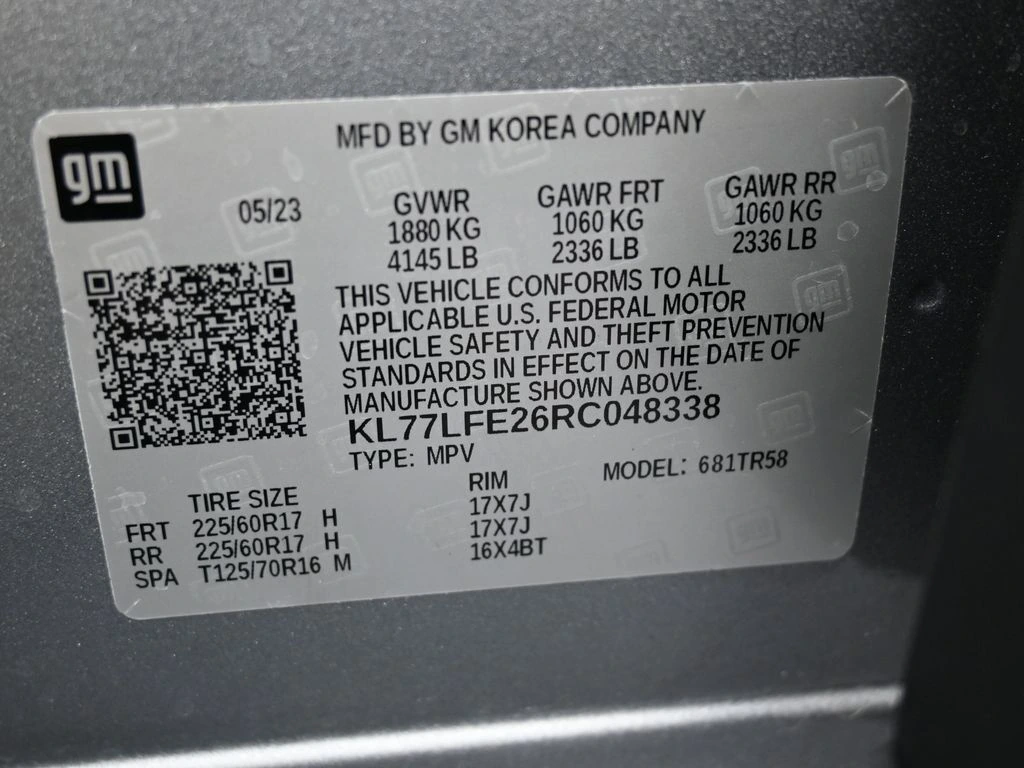 gm
MFD BY GM KOREA COMPANY
05/23
GVWR
1880 KG
4145 LB
GAWR FRT
1060 KG
2336 LB
GAWR RR
1060 KG
2336 LB
THIS VEHICLE CONFORMS TO ALL
APPLICABLE U.S. FEDERAL MOTOR
VEHICLE SAFETY AND THEFT PREVENTION
STANDARDS IN EFFECT ON THE DATE OF
MANUFACTURE SHOWN ABOVE.
KL77LFE26RC048338
TYPE: MPV
MODEL: 681TR58
TIRE SIZE RIM
FRT 225/60R17 H 17X7J
RR 225/60R17 H 17X7J
SPA T125/70R16 M 16X4BT